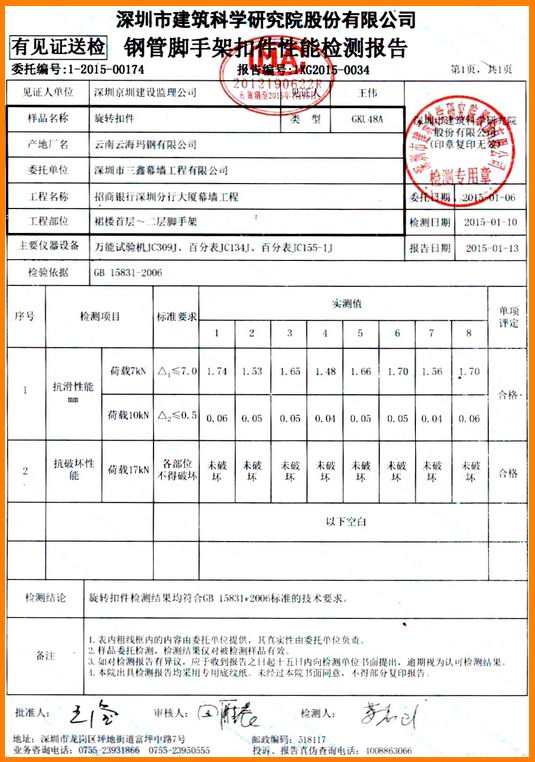 深圳市建筑科学研究院股份有限公司
有见证送检 钢管脚手架扣件性能检测报告
委托编号:1-2015-00174 报告编号:1XG2015-0034 第1页, 共1页
MA
2012190622R
见证人单位 深圳京圳建设监理公司 见证人 王伟
样品名称 旋转扣件 类 型 GKU48A 深圳市建筑科学研究院
股份有限公司
(印章复印无效)
检测专用章
产地厂名 云南云海玛钢有限公司
委托单位 深圳市三鑫幕墙工程有限公司
工程名称 招商银行深圳分行大厦幕墙工程 委托日期 2015-01-06
工程部位 裙楼首层~二层脚手架 检测日期 2015-01-10
主要仪器设备 万能试验机JC309J、百分表JC134J、百分表JC155-1J 报告日期 2015-01-13
检验依据 GB 15831-2006
序号 检测项目 标准要求 实测值 单项评定
1 2 3 4 5 6 7 8
1 抗滑性能 mm 荷载7kN △₁≤7.0 1.74 1.53 1.65 1.48 1.66 1.70 1.56 1.70 合格
荷载10kN △₂≤0.5 0.06 0.05 0.05 0.04 0.05 0.05 0.04 0.06
2 抗破坏性能 荷载17kN 各部位不得破坏 未破坏 未破坏 未破坏 未破坏 未破坏 未破坏 未破坏 未破坏 合格
以下空白
检测结论 旋转扣件检测结果均符合GB 15831*2006标准的技术要求。
备注 1.表内粗线框内的内容由委托单位提供，其真实性由委托单位负责。
2.样品委托检测，检测结果仅对被检测样品有效。
3.如对检测报告有异议，应于收到报告之日起十五日内向检测单位书面提出，逾期视为认可检测结果。
4.本院出具检测报告均采用专用底纹纸。未经过本院书面同意，不得部分复印报告。
批准人: 审核人: 检测人:
地址: 深圳市龙岗区坪地街道富坪中路7号 邮政编码: 518117
业务咨询电话: 0755-23931866 0755-23950555 投诉、报告真伪查询电话: 4008863066